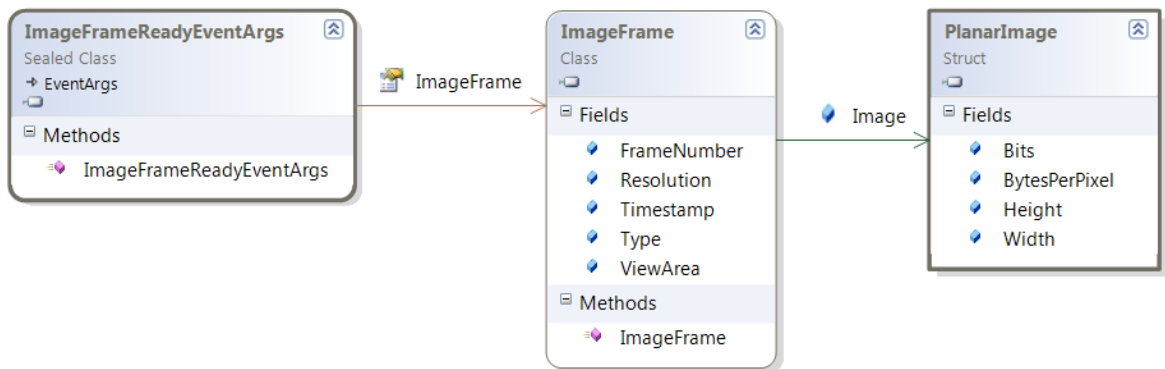 ImageFrameReadyEventArgs
Sealed Class
EventArgs
Methods
ImageFrameReadyEventArgs
ImageFrame
ImageFrame
Class
Fields
FrameNumber
Resolution
Timestamp
Type
ViewArea
Methods
ImageFrame
Image
PlanarImage
Struct
Fields
Bits
BytesPerPixel
Height
Width